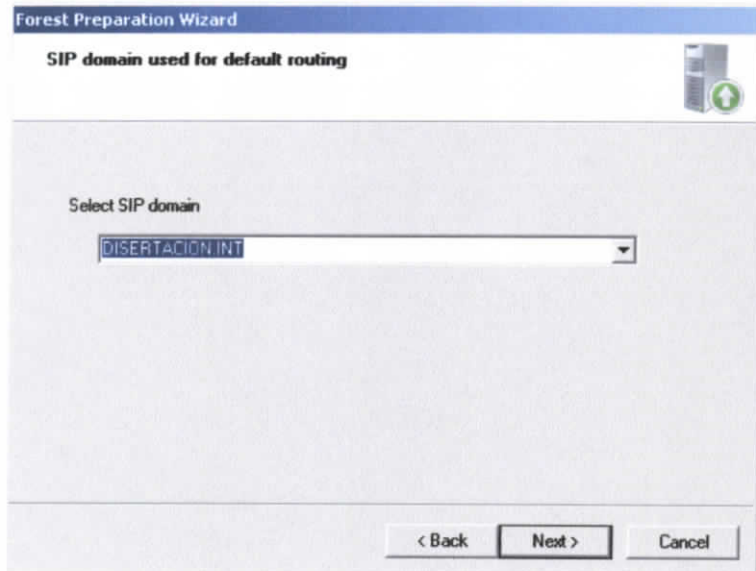 Forest Preparation Wizard
SIP domain used for default routing
Select SIP domain
DISERTACION.INT
< Back
Next >
Cancel